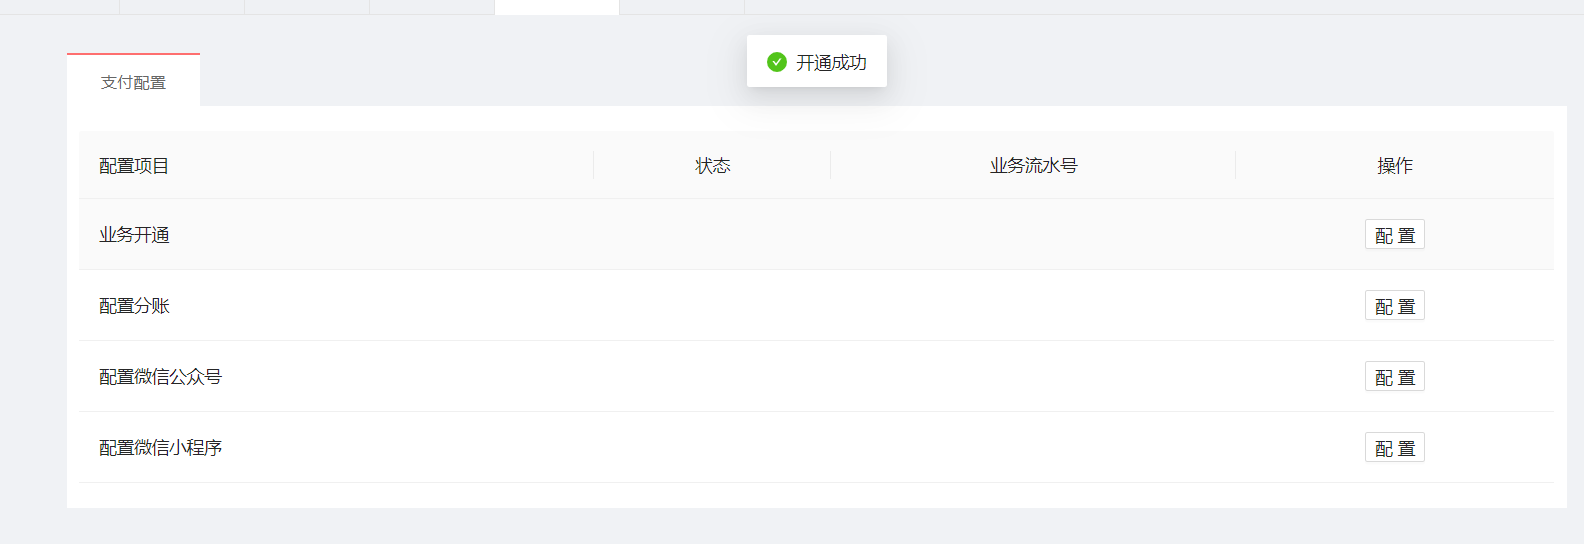 开通成功
支付配置
配置项目 状态 业务流水号 操作
业务开通 配 置
配置分账 配 置
配置微信公众号 配 置
配置微信小程序 配 置